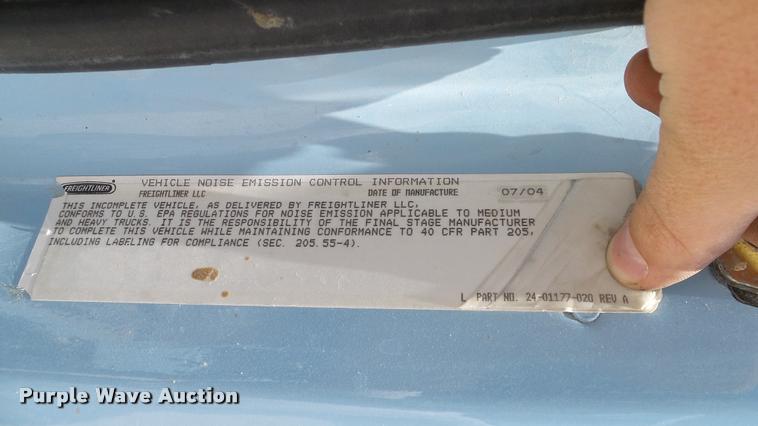 FREIGHTLINER
VEHICLE NOISE EMISSION CONTROL INFORMATION
FREIGHTLINER LLC DATE OF MANUFACTURE 07/04
THIS INCOMPLETE VEHICLE, AS DELIVERED BY FREIGHTLINER LLC,
CONFORMS TO U.S. EPA REGULATIONS FOR NOISE EMISSION APPLICABLE TO MEDIUM
AND HEAVY TRUCKS. IT IS THE RESPONSIBILITY OF THE FINAL STAGE MANUFACTURER
TO COMPLETE THIS VEHICLE WHILE MAINTAINING CONFORMANCE TO 40 CFR PART 205,
INCLUDING LABELING FOR COMPLIANCE (SEC. 205.55-4).
L PART NO. 24-01177-020 REV A
Purple Wave Auction